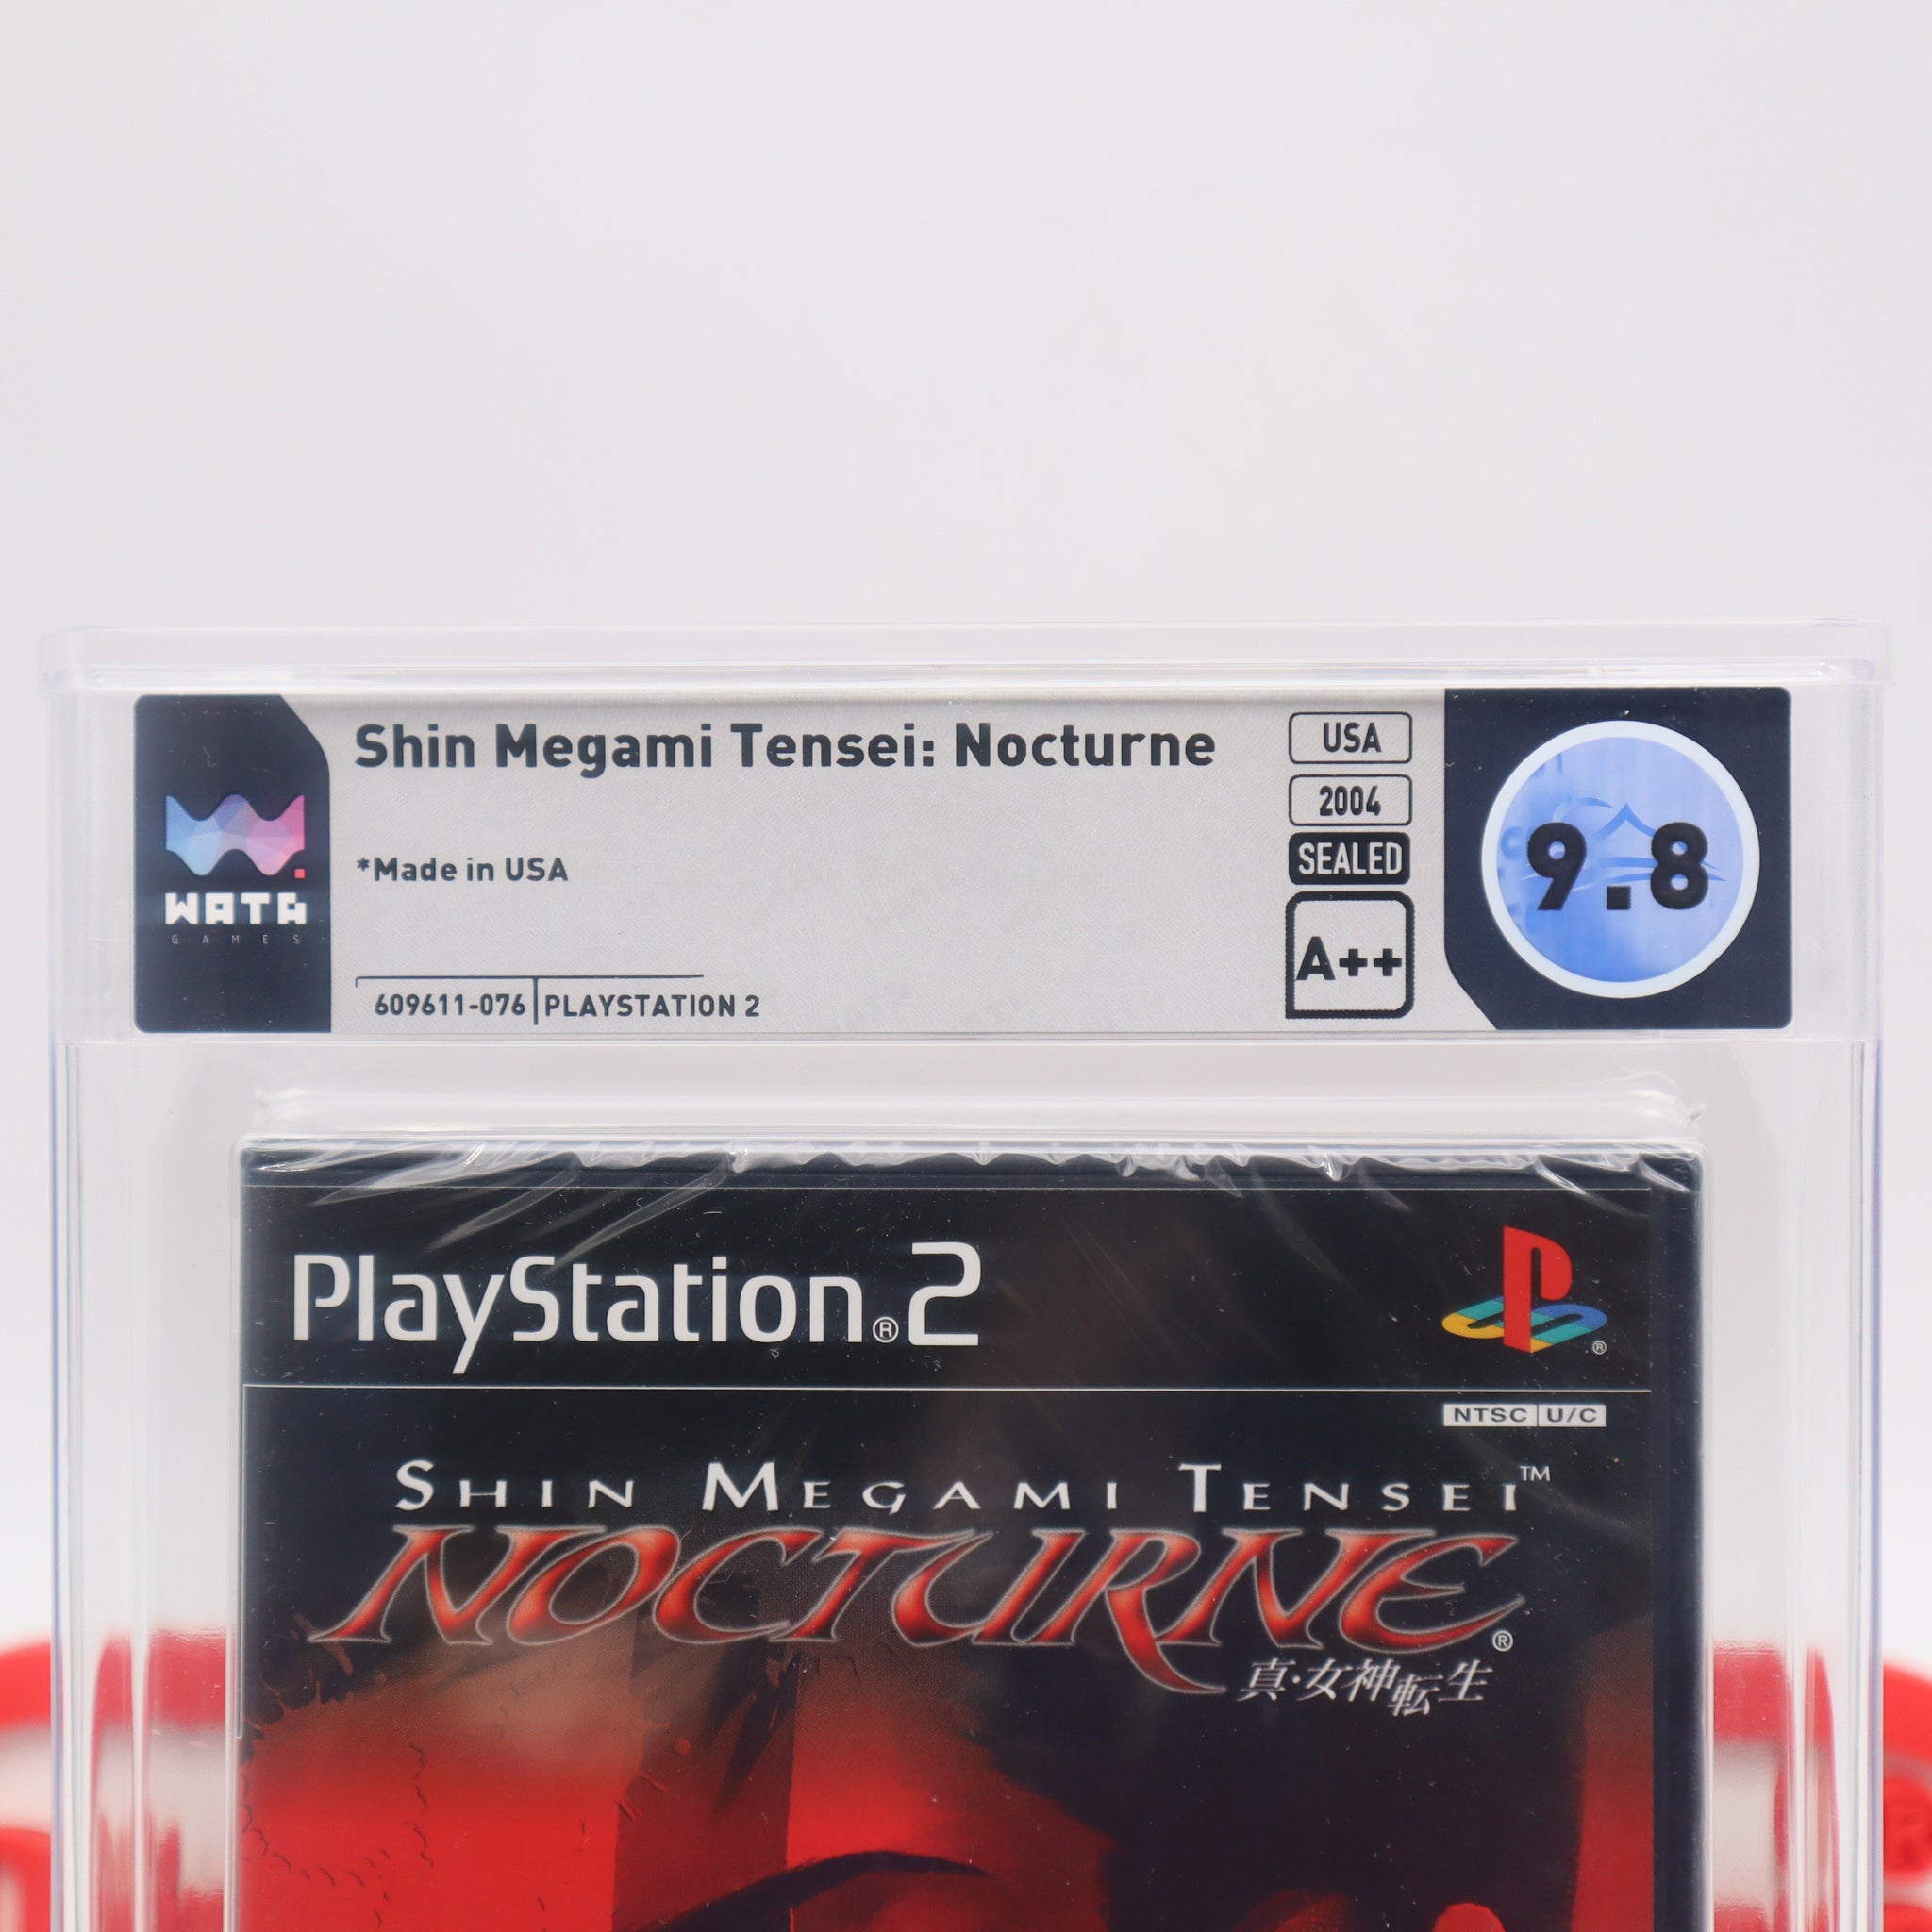 Shin Megami Tensei: Nocturne
*Made in USA
609611-076 PLAYSTATION 2
USA
2004
SEALED
A++
9.8
WATA
GAMES
PlayStation®2
®
NTSC U/C
SHIN MEGAMI TENSEI™
NOCTURNE®
真・女神転生